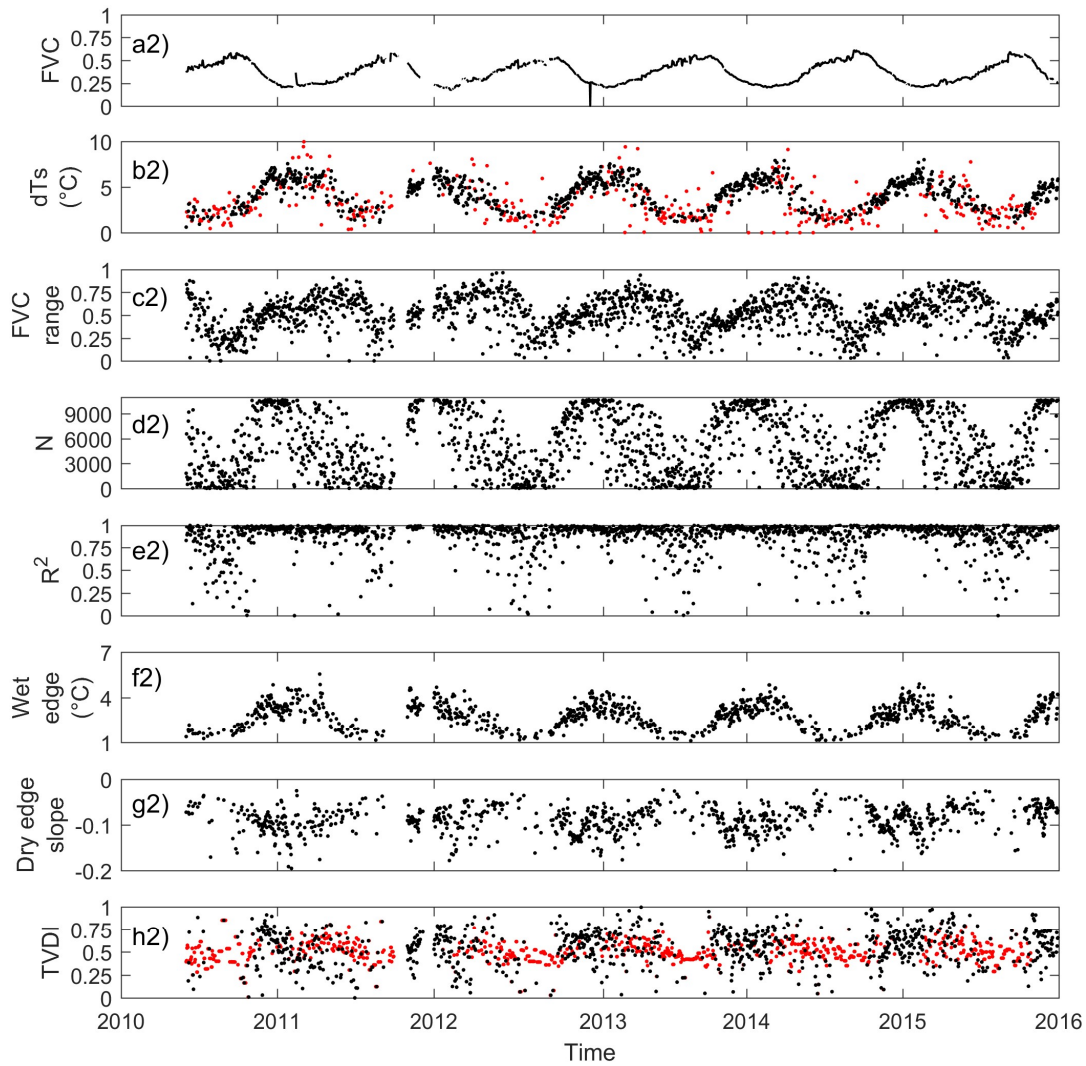 1
0.75
0.5
0.25
0
FVC
a2)
10
5
0
dTs
(°C)
b2)
1
0.75
0.5
0.25
0
FVC
range
c2)
9000
6000
3000
0
N
d2)
1
0.75
0.5
0.25
0
R²
e2)
7
4
1
Wet
edge
(°C)
f2)
0
-0.1
-0.2
Dry edge
slope
g2)
1
0.75
0.5
0.25
0
TVDI
h2)
2010 2011 2012 2013 2014 2015 2016
Time